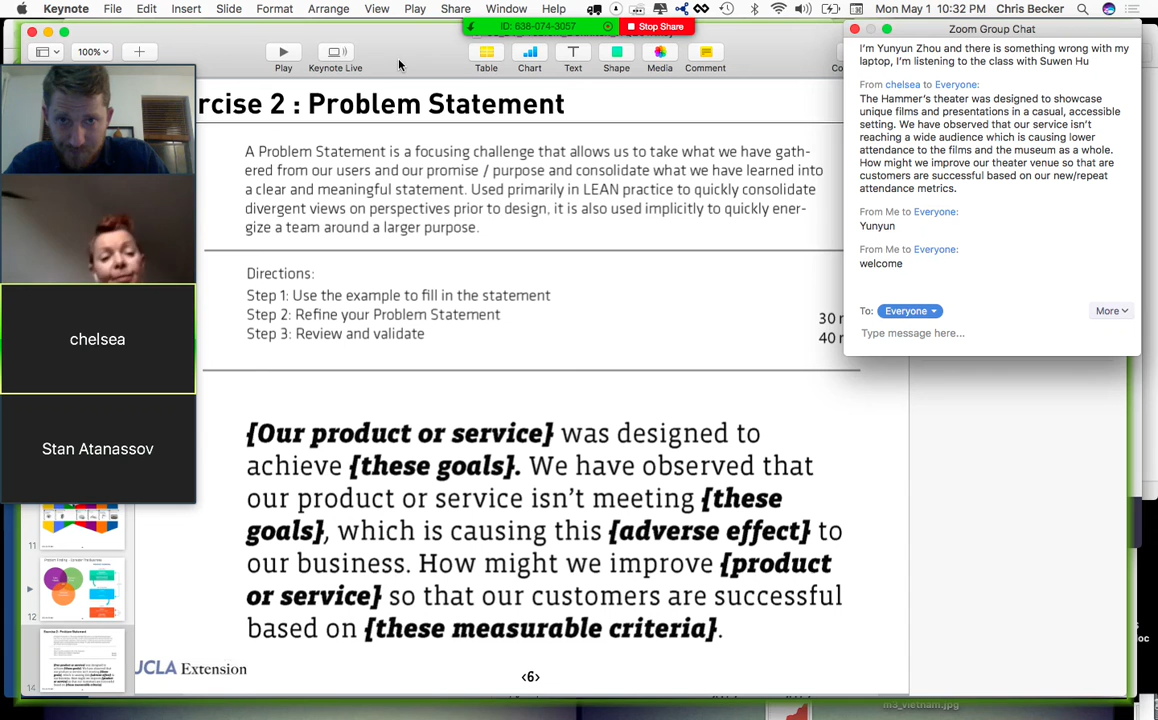 Keynote File Edit Insert Slide Format Arrange View Play Share Window Help Mon May 1 10:32 PM Chris Becker
ID: 638-074-3057 Stop Share
100%
Play Keynote Live Table Chart Text Shape Media Comment
rcise 2 : Problem Statement
A Problem Statement is a focusing challenge that allows us to take what we have gath-
ered from our users and our promise / purpose and consolidate what we have learned into
a clear and meaningful statement. Used primarily in LEAN practice to quickly consolidate
divergent views on perspectives prior to design, it is also used implicitly to quickly ener-
gize a team around a larger purpose.
Directions:
Step 1: Use the example to fill in the statement
Step 2: Refine your Problem Statement
Step 3: Review and validate
30
40
{Our product or service} was designed to
achieve {these goals}. We have observed that
our product or service isn't meeting {these
goals}, which is causing this {adverse effect} to
our business. How might we improve {product
or service} so that our customers are successful
based on {these measurable criteria}.
UCLA Extension
‹6›
chelsea
Stan Atanassov
11
12
14
Zoom Group Chat
I'm Yunyun Zhou and there is something wrong with my
laptop, I'm listening to the class with Suwen Hu
From chelsea to Everyone:
The Hammer's theater was designed to showcase
unique films and presentations in a casual, accessible
setting. We have observed that our service isn't
reaching a wide audience which is causing lower
attendance to the films and the museum as a whole.
How might we improve our theater venue so that are
customers are successful based on our new/repeat
attendance metrics.
From Me to Everyone:
Yunyun
From Me to Everyone:
welcome
To: Everyone More
Type message here...
m3_vietnam.jpg